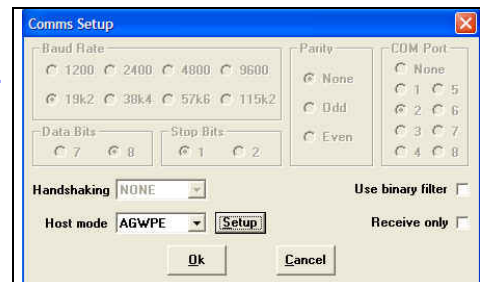 Comms Setup
Baud Rate
1200 2400 4800 9600
19k2 38k4 57k6 115k2
Parity
None
Odd
Even
COM Port
None
1 5
2 6
3 7
4 8
Data Bits
7 8
Stop Bits
1 2
Handshaking NONE
Use binary filter
Host mode AGWPE Setup
Receive only
Ok Cancel